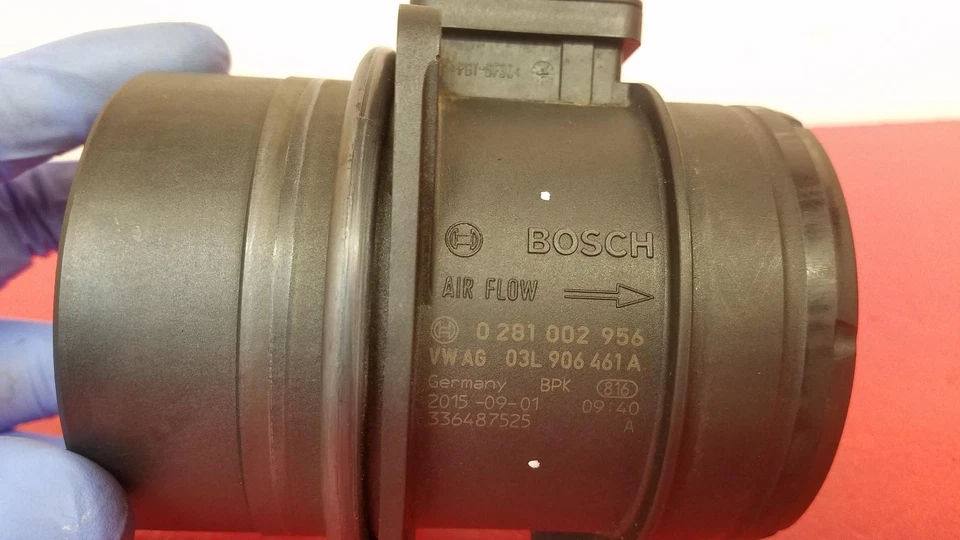 BOSCH
AIR FLOW
0 281 002 956
VW AG 03L 906 461 A
Germany BPK 816
2015-09-01 09:40
336487525 A